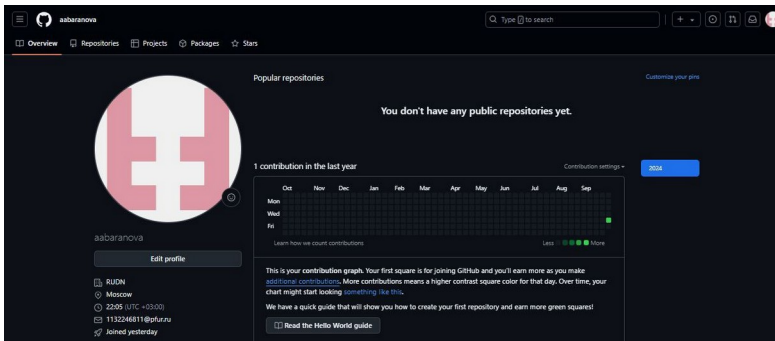 aabaranova
Type / to search
Overview
Repositories
Projects
Packages
Stars
Popular repositories
Customize your pins
You don't have any public repositories yet.
1 contribution in the last year
Contribution settings
2024
Oct Nov Dec Jan Feb Mar Apr May Jun Jul Aug Sep
Mon
Wed
Fri
Learn how we count contributions
Less
More
aabaranova
Edit profile
RUDN
Moscow
22:05 (UTC +03:00)
1132246811@pfur.ru
Joined yesterday
This is your contribution graph. Your first square is for joining GitHub and you'll earn more as you make
additional contributions. More contributions means a higher contrast square color for that day. Over time, your
chart might start looking something like this.
We have a quick guide that will show you how to create your first repository and earn more green squares!
Read the Hello World guide